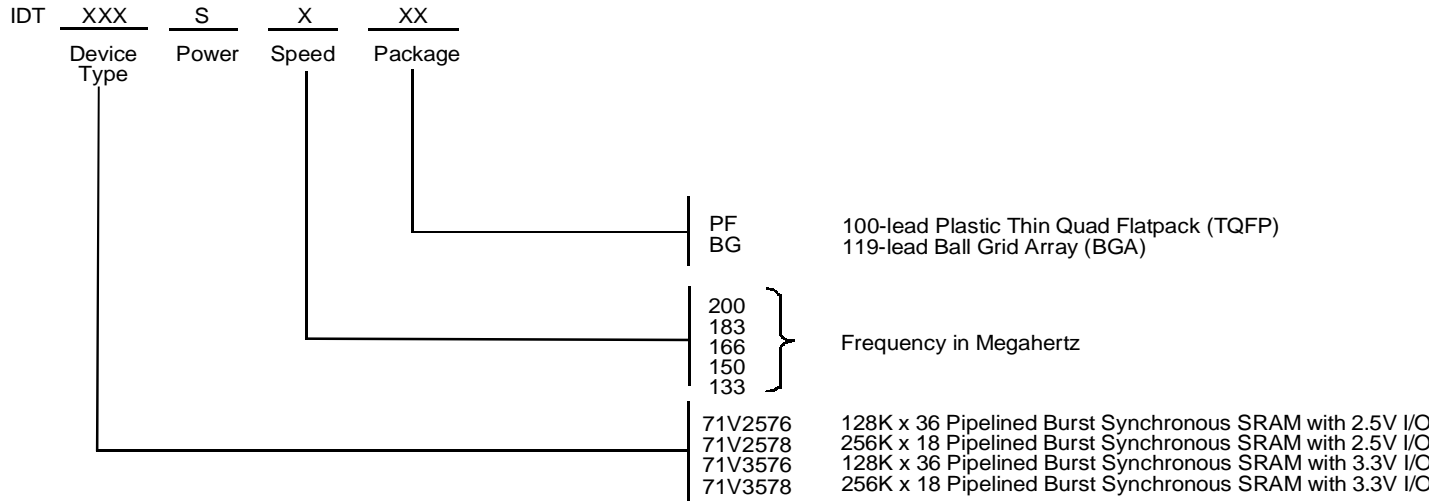 IDT XXX S X XX
Device Type Power Speed Package
PF 100-lead Plastic Thin Quad Flatpack (TQFP)
BG 119-lead Ball Grid Array (BGA)
200
183
166
150
133
Frequency in Megahertz
71V2576 128K x 36 Pipelined Burst Synchronous SRAM with 2.5V I/O
71V2578 256K x 18 Pipelined Burst Synchronous SRAM with 2.5V I/O
71V3576 128K x 36 Pipelined Burst Synchronous SRAM with 3.3V I/O
71V3578 256K x 18 Pipelined Burst Synchronous SRAM with 3.3V I/O